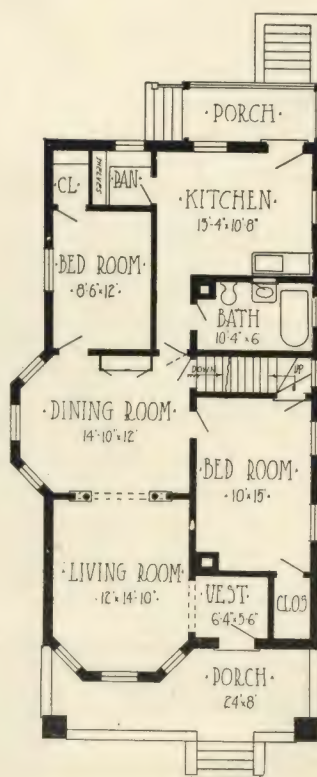 ·PORCH·
SHELVES
·PAN·
·CL·
·KITCHEN·
13'-4"x10'-8"
·BED ROOM·
8'-6"x12'
·BATH·
10'-4"x6'
DOWN
UP
·DINING ROOM·
14'-10"x12'
·BED ROOM·
10'x15'
·LIVING ROOM·
12'x14'-10"
·VEST·
6'-4"x5'-6"
CLOS
·PORCH·
24'x8'